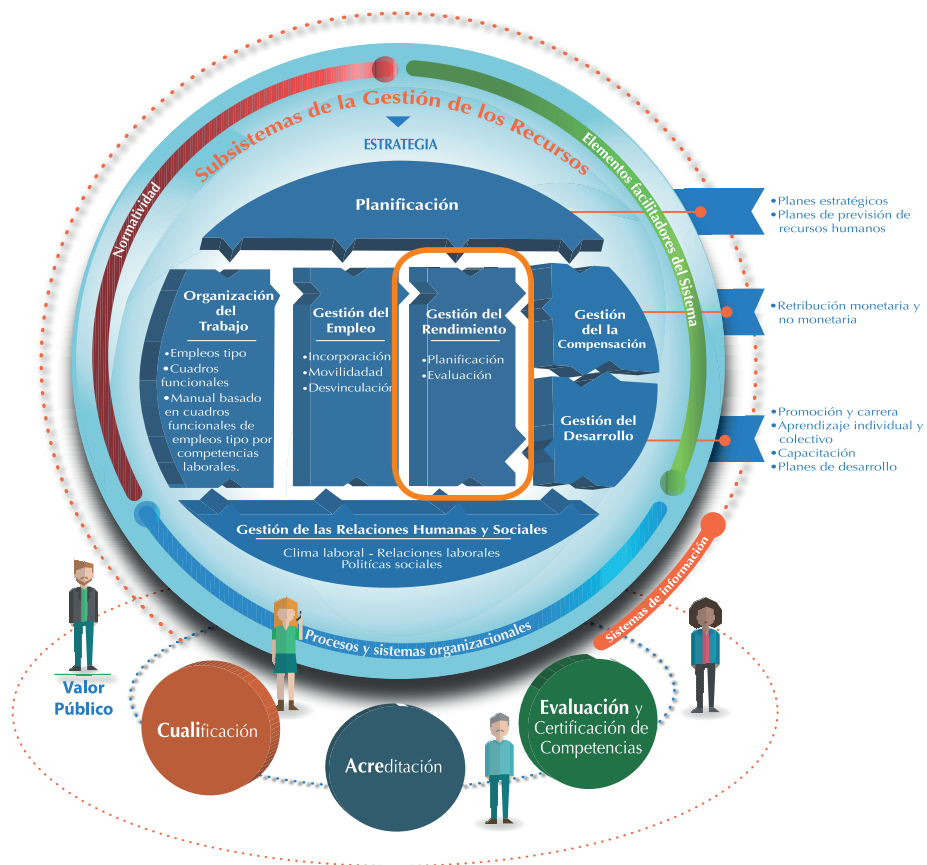 Subsistemas de la Gestión de los Recursos
ESTRATEGIA
Normatividad
Elementos facilitadores del Sistema
Planificación
•Planes estratégicos
•Planes de previsión de
recursos humanos
Organización
del
Trabajo
•Empleos tipo
•Cuadros
funcionales
•Manual basado
en cuadros
funcionales de
empleos tipo por
competencias
laborales.
Gestión del
Empleo
•Incorporación
•Movilidadad
•Desvinculación
Gestión del
Rendimiento
•Planificación
•Evaluación
Gestión
del la
Compensación
•Retribución monetaria y
no monetaria
Gestión del
Desarrollo
•Promoción y carrera
•Aprendizaje individual y
colectivo
•Capacitación
•Planes de desarrollo
Gestión de las Relaciones Humanas y Sociales
Clima laboral - Relaciones laborales
Politícas sociales
Procesos y sistemas organizacionales
Sistemas de información
Valor
Público
Cualificación
Acreditación
Evaluación y
Certificación de
Competencias